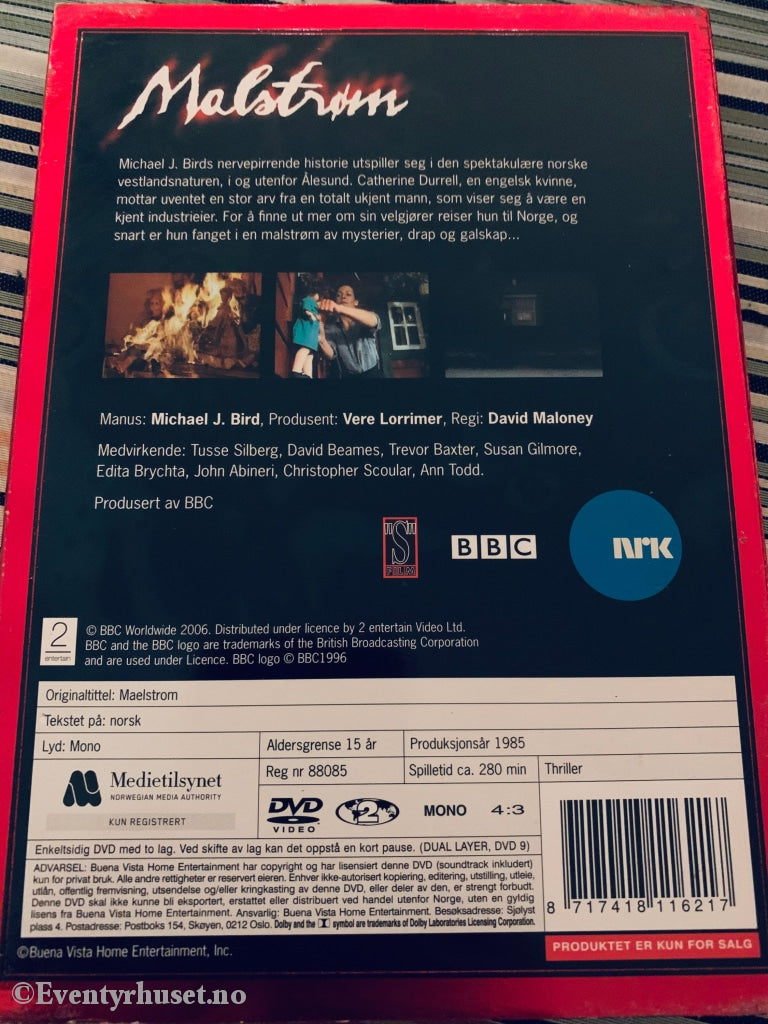 Malstrøm
Michael J. Birds nervepirrende historie utspiller seg i den spektakulære norske
vestlandsnaturen, i og utenfor Ålesund. Catherine Durrell, en engelsk kvinne,
mottar uventet en stor arv fra en totalt ukjent mann, som viser seg å være en
kjent industrieier. For å finne ut mer om sin velgjører reiser hun til Norge, og
snart er hun fanget i en malstrøm av mysterier, drap og galskap...
Manus: Michael J. Bird, Produsent: Vere Lorrimer, Regi: David Maloney
Medvirkende: Tusse Silberg, David Beames, Trevor Baxter, Susan Gilmore,
Edita Brychta, John Abineri, Christopher Scoular, Ann Todd.
Produsert av BBC
"S"
FILM
BBC
nrk
2
entertain
© BBC Worldwide 2006. Distributed under licence by 2 entertain Video Ltd.
BBC and the BBC logo are trademarks of the British Broadcasting Corporation
and are used under Licence. BBC logo © BBC1996
Originaltittel: Maelstrom
Tekstet på: norsk
Lyd: Mono
Aldersgrense 15 år
Produksjonsår 1985
Reg nr 88085
Spilletid ca. 280 min
Thriller
Medietilsynet
NORWEGIAN MEDIA AUTHORITY
KUN REGISTRERT
DVD
VIDEO
2
MONO
4:3
Enkeltsidig DVD med to lag. Ved skifte av lag kan det oppstå en kort pause. (DUAL LAYER, DVD 9)
ADVARSEL: Buena Vista Home Entertainment har copyright og har lisensiert denne DVD (soundtrack inkludert)
kun for privat bruk. Alle andre rettigheter er reservert eieren. Enhver ikke-autorisert kopiering, editering, utstilling, utleie,
utlån, offentlig fremvisning, utsendelse og/eller kringkasting av denne DVD, eller deler av den, er strengt forbudt.
Denne DVD skal ikke kunne bli eksportert, erstattet eller distribuert ved handel utenfor Norge, uten en gyldig
lisens fra Buena Vista Home Entertainment. Ansvarlig: Buena Vista Home Entertainment. Besøksadresse: Sjølyst
plass 4. Postadresse: Postboks 154, Skøyen, 0212 Oslo. Dolby and the symbol are trademarks of Dolby Laboratories Licensing Corporation.
8 717418 116217
PRODUKTET ER KUN FOR SALG
©Buena Vista Home Entertainment, Inc.
©Eventyrhuset.no